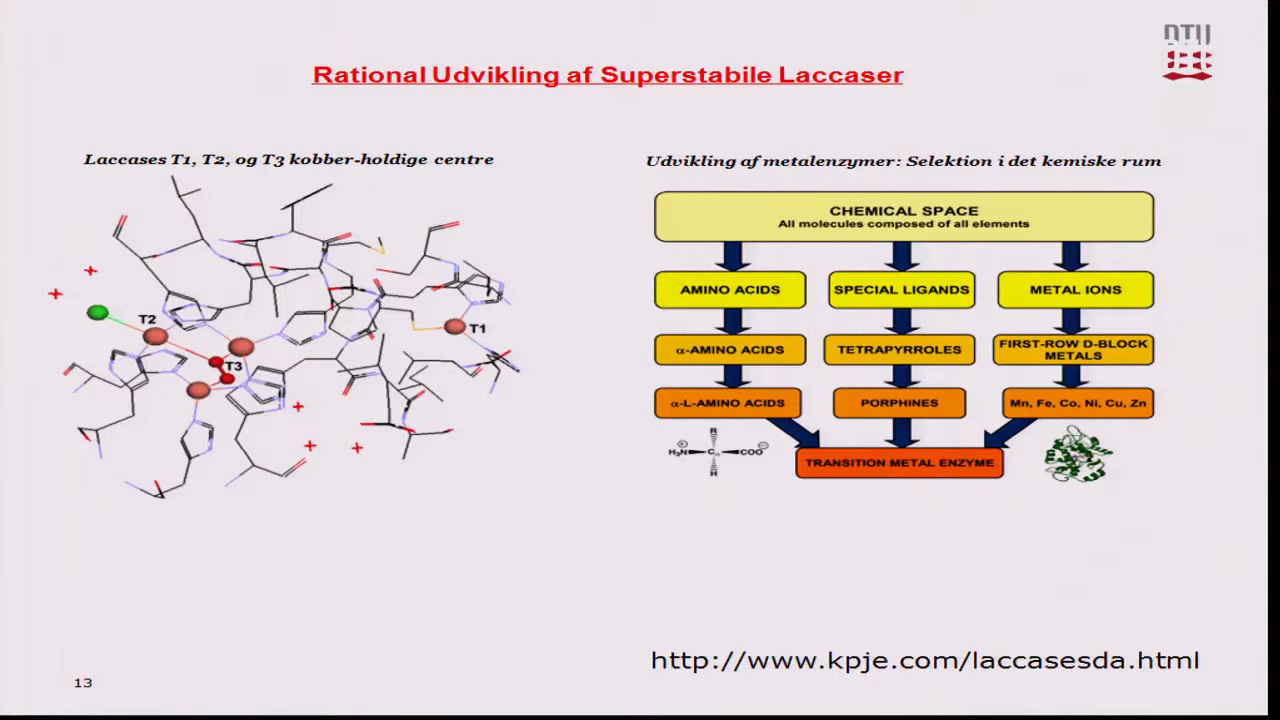 DTU
Rational Udvikling af Superstabile Laccaser
Laccases T1, T2, og T3 kobber-holdige centre
T2
T3
T1
Udvikling af metalenzymer: Selektion i det kemiske rum
CHEMICAL SPACE
All molecules composed of all elements
AMINO ACIDS
SPECIAL LIGANDS
METAL IONS
α-AMINO ACIDS
TETRAPYRROLES
FIRST-ROW D-BLOCK
METALS
α-L-AMINO ACIDS
PORPHINES
Mn, Fe, Co, Ni, Cu, Zn
R
H₃N
Cα
COO
H
TRANSITION METAL ENZYME
http://www.kpje.com/laccasesda.html
13